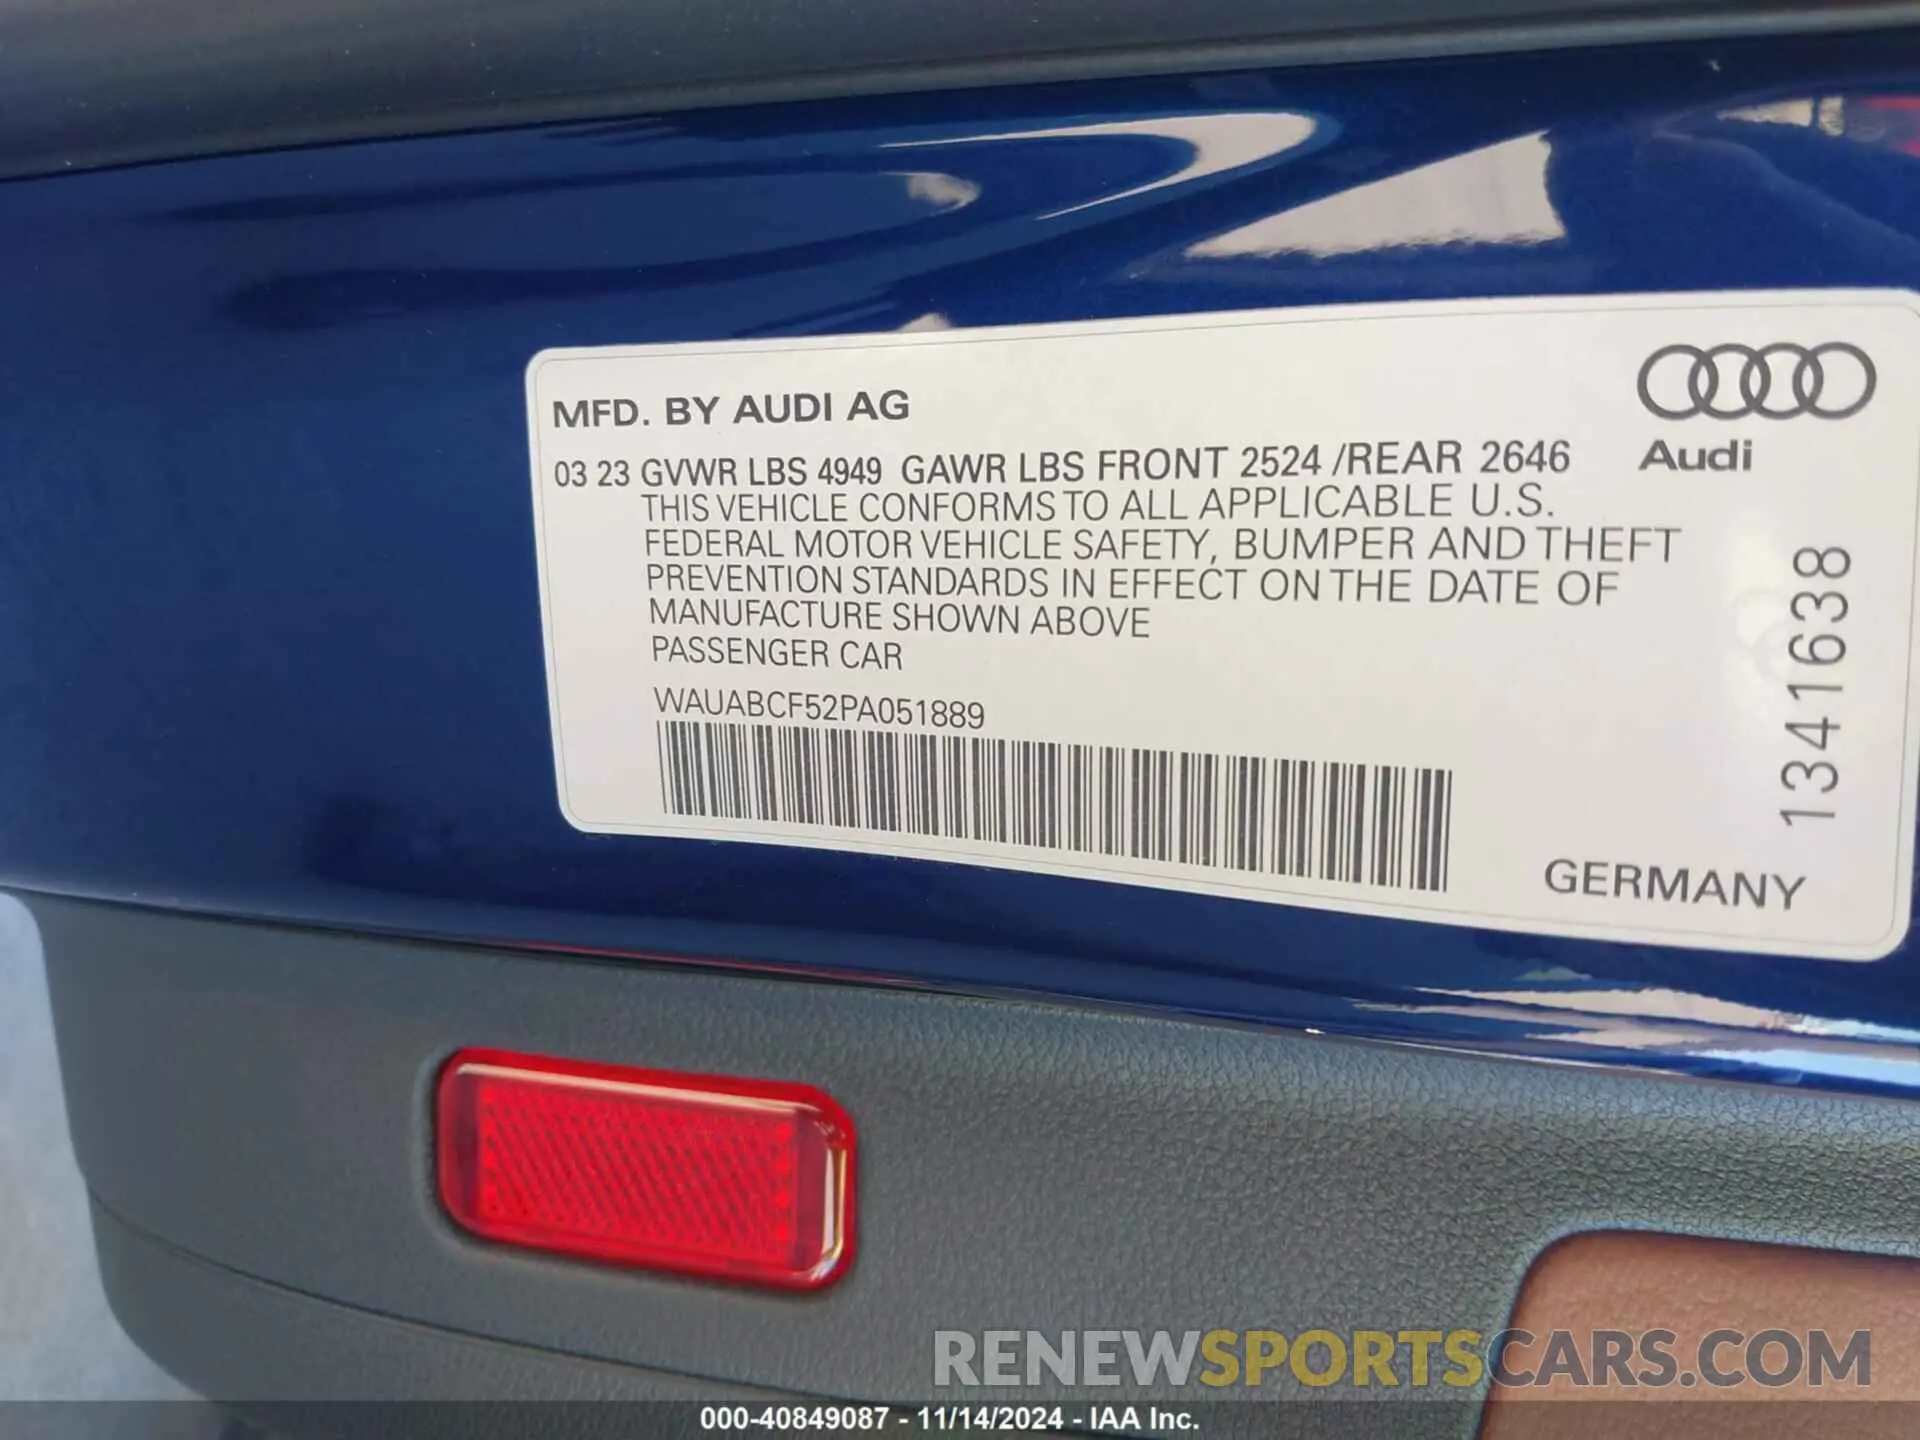 MFD. BY AUDI AG
Audi
03 23 GVWR LBS 4949 GAWR LBS FRONT 2524 /REAR 2646
THIS VEHICLE CONFORMS TO ALL APPLICABLE U.S.
FEDERAL MOTOR VEHICLE SAFETY, BUMPER AND THEFT
PREVENTION STANDARDS IN EFFECT ON THE DATE OF
MANUFACTURE SHOWN ABOVE
PASSENGER CAR
WAUABCF52PA051889
1341638
GERMANY
RENEWSPORTSCARS.COM
000-40849087 - 11/14/2024 - IAA Inc.